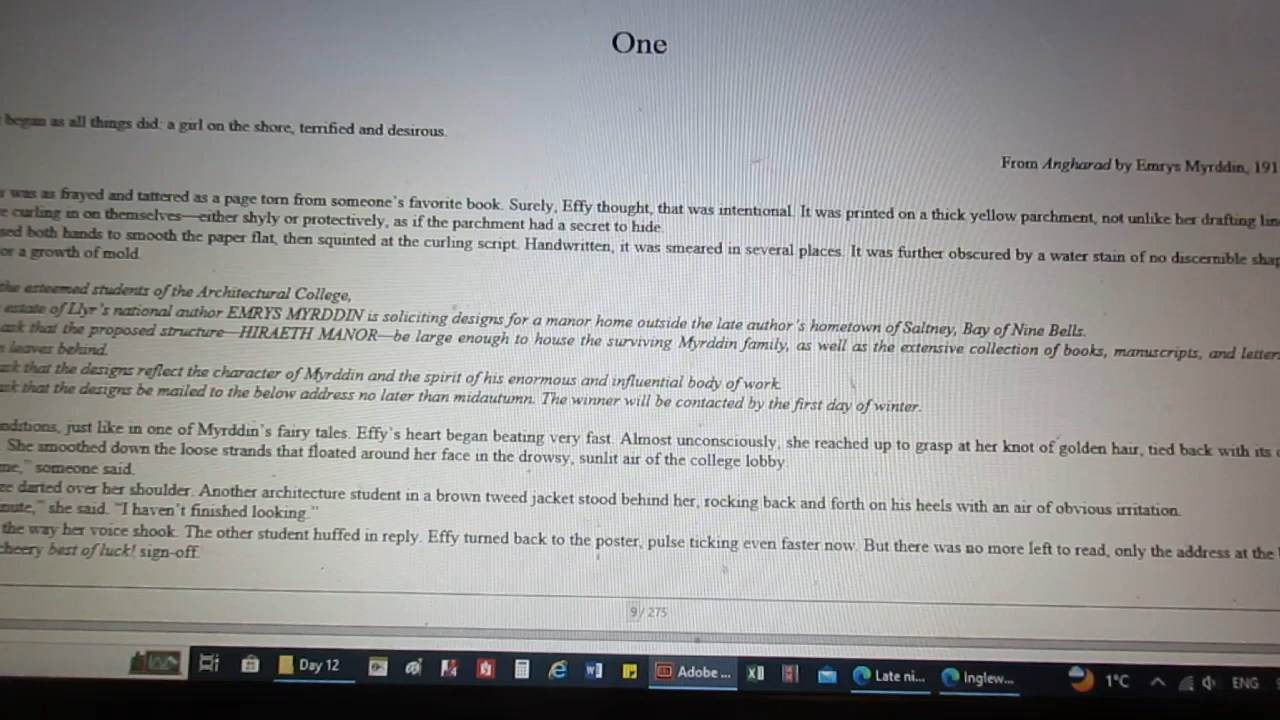 One
began as all things did: a girl on the shore, terrified and desirous.
From Angharad by Emrys Myrddin, 191
was as frayed and tattered as a page torn from someone's favorite book. Surely, Effy thought, that was intentional. It was printed on a thick yellow parchment, not unlike her drafting
curling in on themselves—either shyly or protectively, as if the parchment had a secret to hide.
both hands to smooth the paper flat, then squinted at the curling script. Handwritten, it was smeared in several places. It was further obscured by a water stain of no discernible
or a growth of mold.
the esteemed students of the Architectural College,
estate of Llyr's national author EMRYS MYRDDIN is soliciting designs for a manor home outside the late author's hometown of Saltney, Bay of Nine Bells.
ask that the proposed structure—HIRAETH MANOR—be large enough to house the surviving Myrddin family, as well as the extensive collection of books, manuscripts, and letter
leaves behind.
that the designs reflect the character of Myrddin and the spirit of his enormous and influential body of work.
that the designs be mailed to the below address no later than midautumn. The winner will be contacted by the first day of winter.
nditions, just like in one of Myrddin's fairy tales. Effy's heart began beating very fast. Almost unconsciously, she reached up to grasp at her knot of golden hair, tied back with its
She smoothed down the loose strands that floated around her face in the drowsy, sunlit air of the college lobby.
me," someone said.
ze darted over her shoulder. Another architecture student in a brown tweed jacket stood behind her, rocking back and forth on his heels with an air of obvious irritation.
nute," she said. "I haven't finished looking."
the way her voice shook. The other student huffed in reply. Effy turned back to the poster, pulse ticking even faster now. But there was no more left to read, only the address at the
cheery best of luck! sign-off.
9 / 275
Day 12 Adobe ... Late ni... Inglew... 1°C ENG